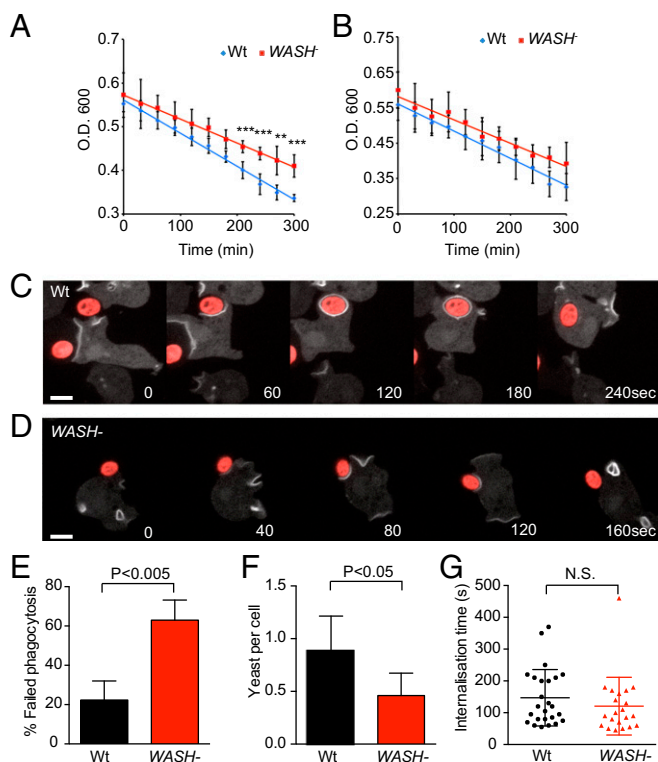 A
Wt WASH-
O.D. 600
0.6
0.5
0.4
0.3
*** *** ** ***
0 100 200 300
Time (min)
B
Wt WASH-
O.D. 600
0.75
0.65
0.55
0.45
0.35
0.25
0 100 200 300
Time (min)
C
Wt
0 60 120 180 240sec
D
WASH-
0 40 80 120 160sec
E
P<0.005
% Failed phagocytosis
80
60
40
20
0
Wt WASH-
F
P<0.05
Yeast per cell
1.5
1.0
0.5
0.0
Wt WASH-
G
N.S.
Internalisation time (s)
500
400
300
200
100
0
Wt WASH-